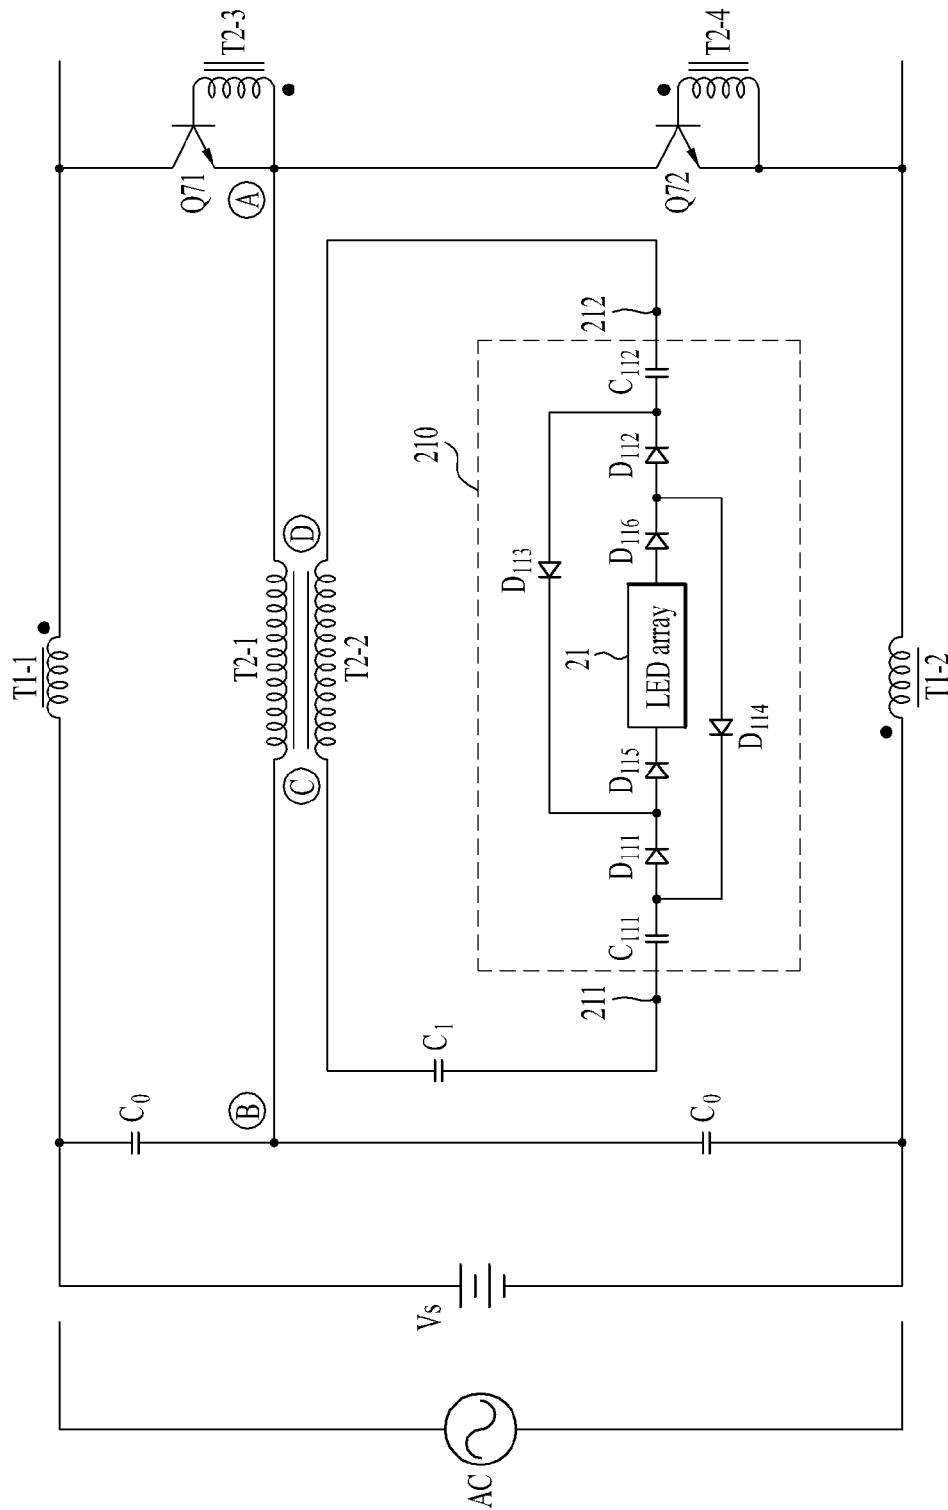 T2-3
T2-4
Q71
Q72
A
212
C112
210
D112
D116
D113
D
T1-1
T2-1
T2-2
21
LED array
D114
T1-2
C
D115
D111
C111
211
C1
C0
B
C0
Vs
AC